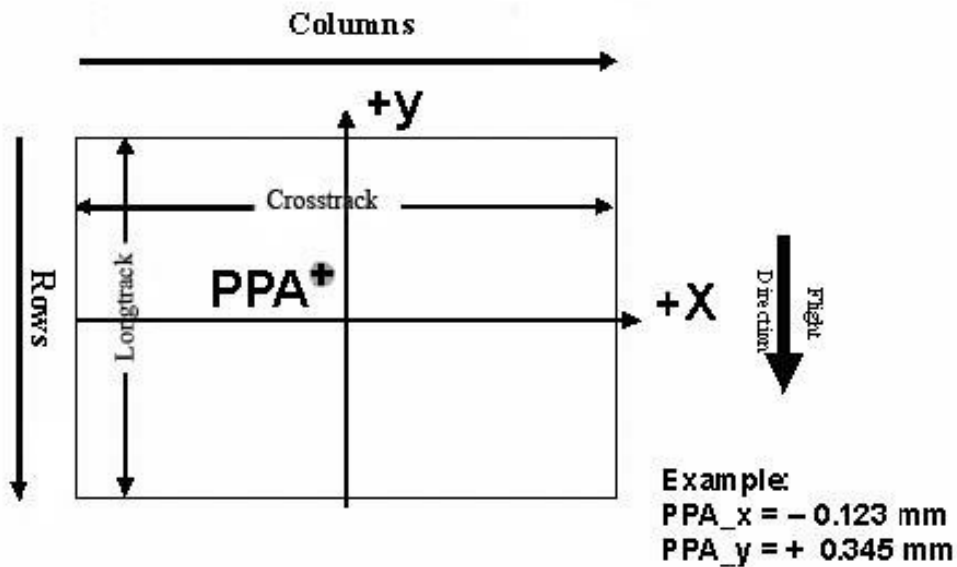 Columns
+y
Crosstrack
Longtrack
Rows
PPA
+X
Flight
Direction
Example:
PPA_x = – 0.123 mm
PPA_y = + 0.345 mm